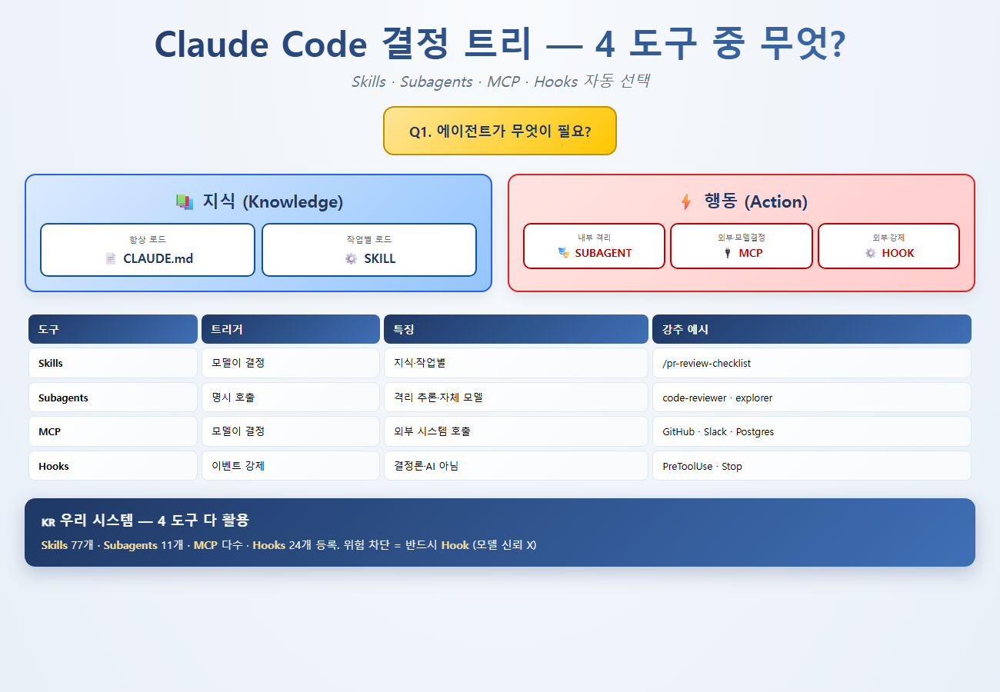 Claude Code 결정 트리 — 4 도구 중 무엇?
Skills · Subagents · MCP · Hooks 자동 선택
Q1. 에이전트가 무엇이 필요?
📚 지식 (Knowledge)
항상 로드
📄 CLAUDE.md
작업별 로드
⚙️ SKILL
⚡ 행동 (Action)
내부 격리
🎭 SUBAGENT
외부·모델결정
🔌 MCP
외부·강제
⚙️ HOOK
도구 트리거 특징 강추 예시
Skills 모델이 결정 지식·작업별 /pr-review-checklist
Subagents 명시 호출 격리 추론·자체 모델 code-reviewer · explorer
MCP 모델이 결정 외부 시스템 호출 GitHub · Slack · Postgres
Hooks 이벤트 강제 결정론·AI 아님 PreToolUse · Stop
KR 우리 시스템 — 4 도구 다 활용
Skills 77개 · Subagents 11개 · MCP 다수 · Hooks 24개 등록. 위험 차단 = 반드시 Hook (모델 신뢰 X)